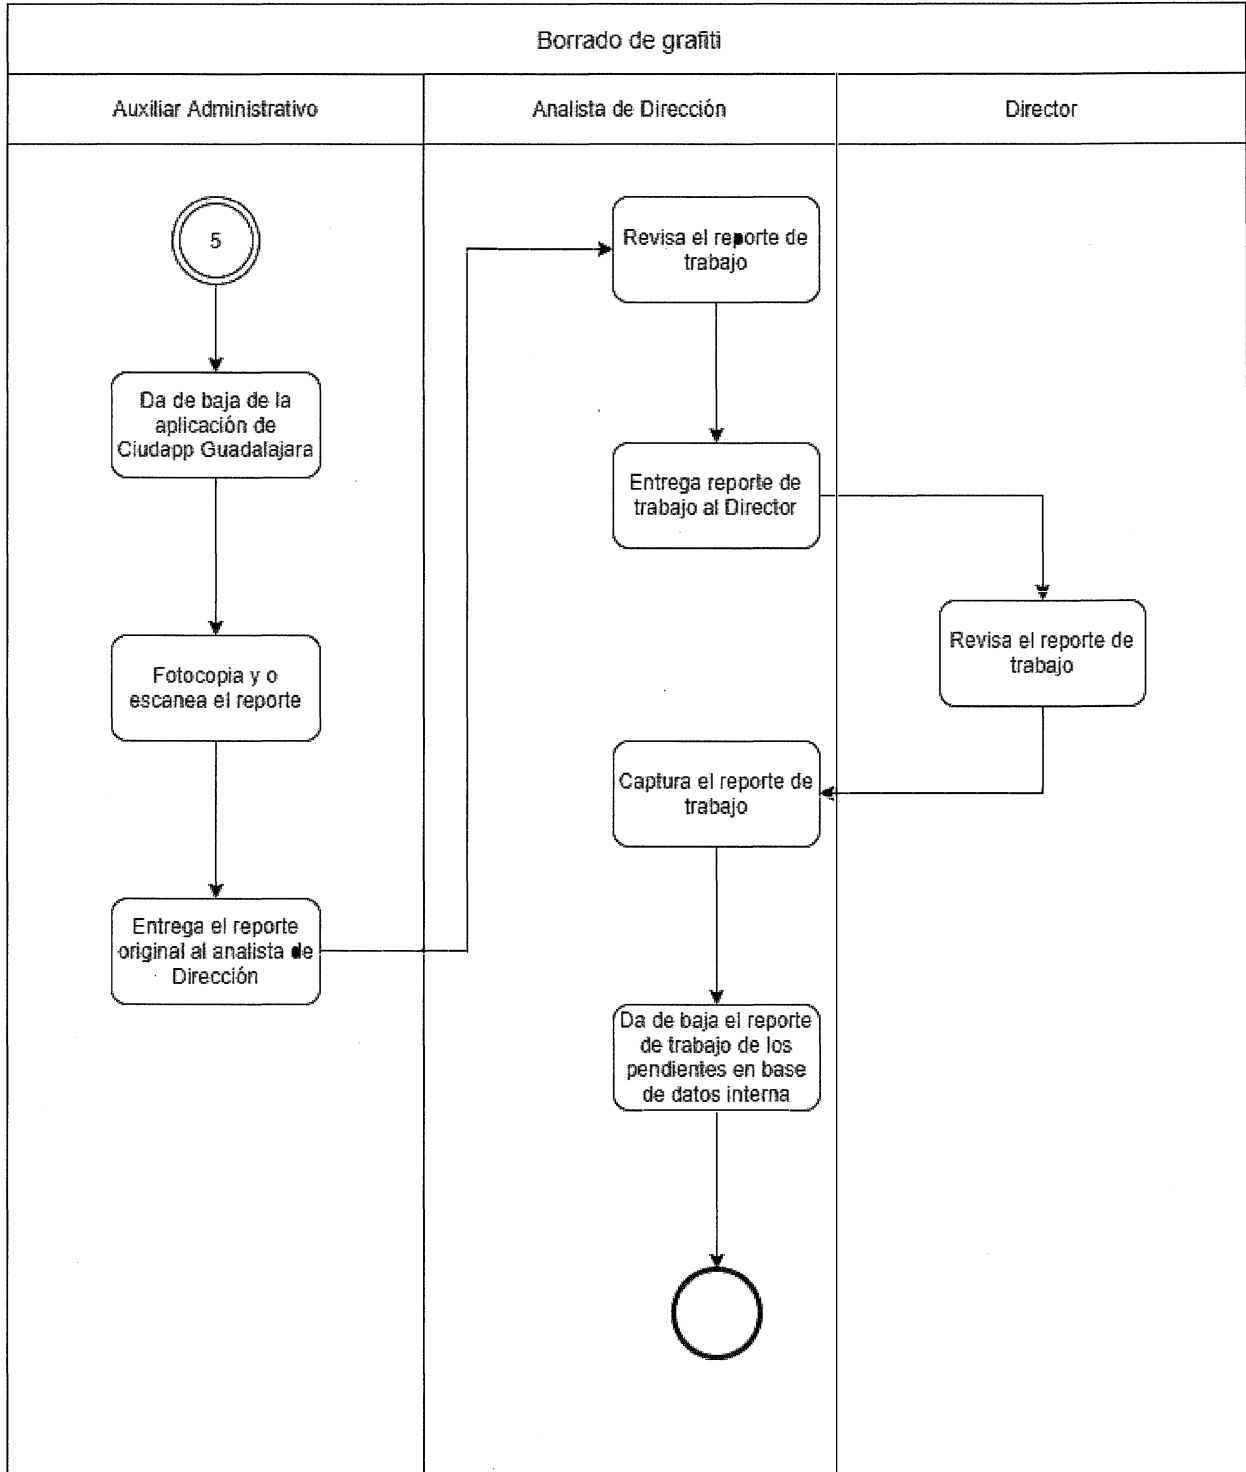 Borrado de grafiti
Auxiliar Administrativo
Analista de Dirección
Director
5
Da de baja de la
aplicación de
Ciudapp Guadalajara
Fotocopia y o
escanea el reporte
Entrega el reporte
original al analista de
Dirección
Revisa el reporte de
trabajo
Entrega reporte de
trabajo al Director
Revisa el reporte de
trabajo
Captura el reporte de
trabajo
Da de baja el reporte
de trabajo de los
pendientes en base
de datos interna